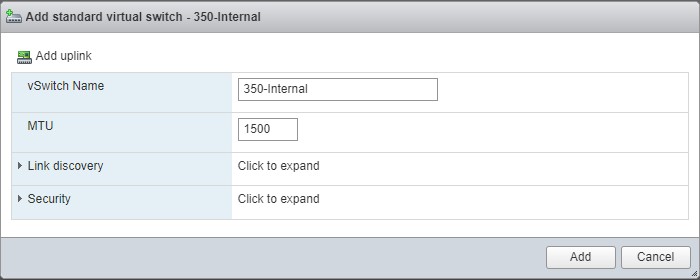 Add standard virtual switch - 350-Internal
Add uplink
vSwitch Name 350-Internal
MTU 1500
Link discovery Click to expand
Security Click to expand
Add Cancel